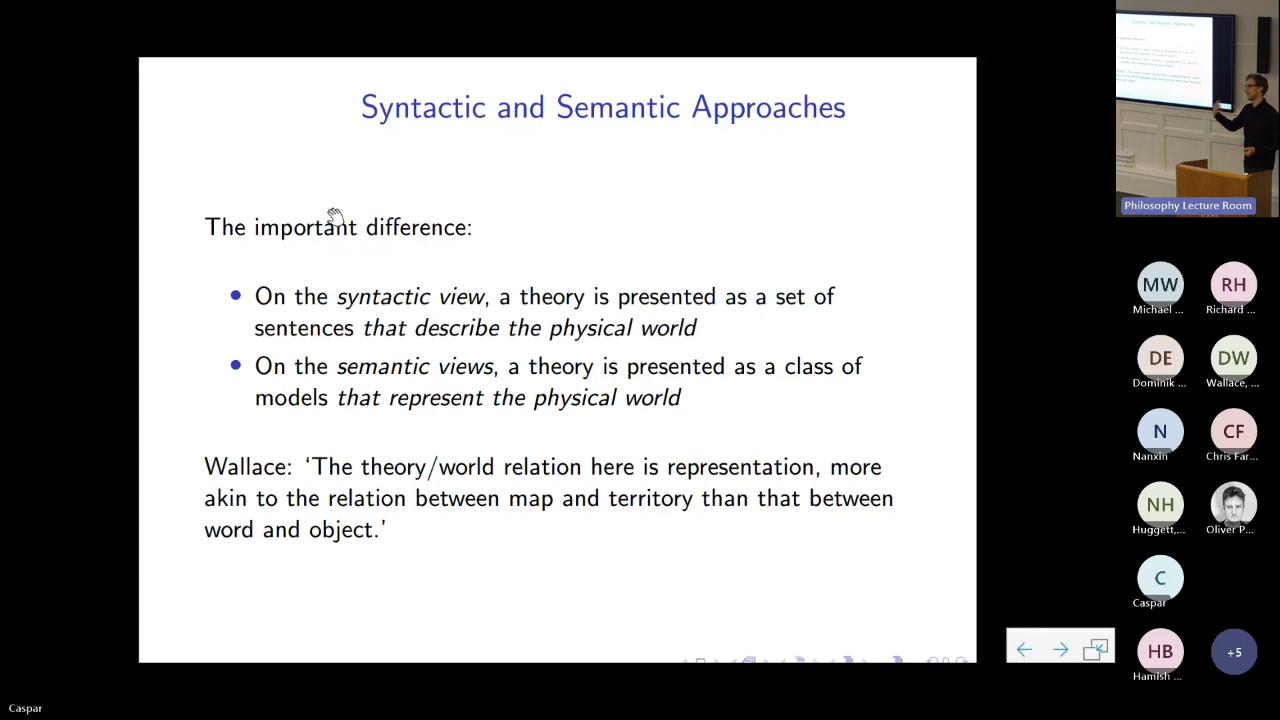 Syntactic and Semantic Approaches
The important difference:
• On the syntactic view, a theory is presented as a set of
sentences that describe the physical world
• On the semantic views, a theory is presented as a class of
models that represent the physical world
Wallace: ‘The theory/world relation here is representation, more
akin to the relation between map and territory than that between
word and object.’
Syntactic and Semantic Approaches
Philosophy Lecture Room
MW RH
Michael ... Richard ...
DE DW
Dominik ... Wallace, ...
N CF
Nanxin Chris Far...
NH
Huggett,... Oliver P...
C
Caspar
HB +5
Hamish ...
Caspar